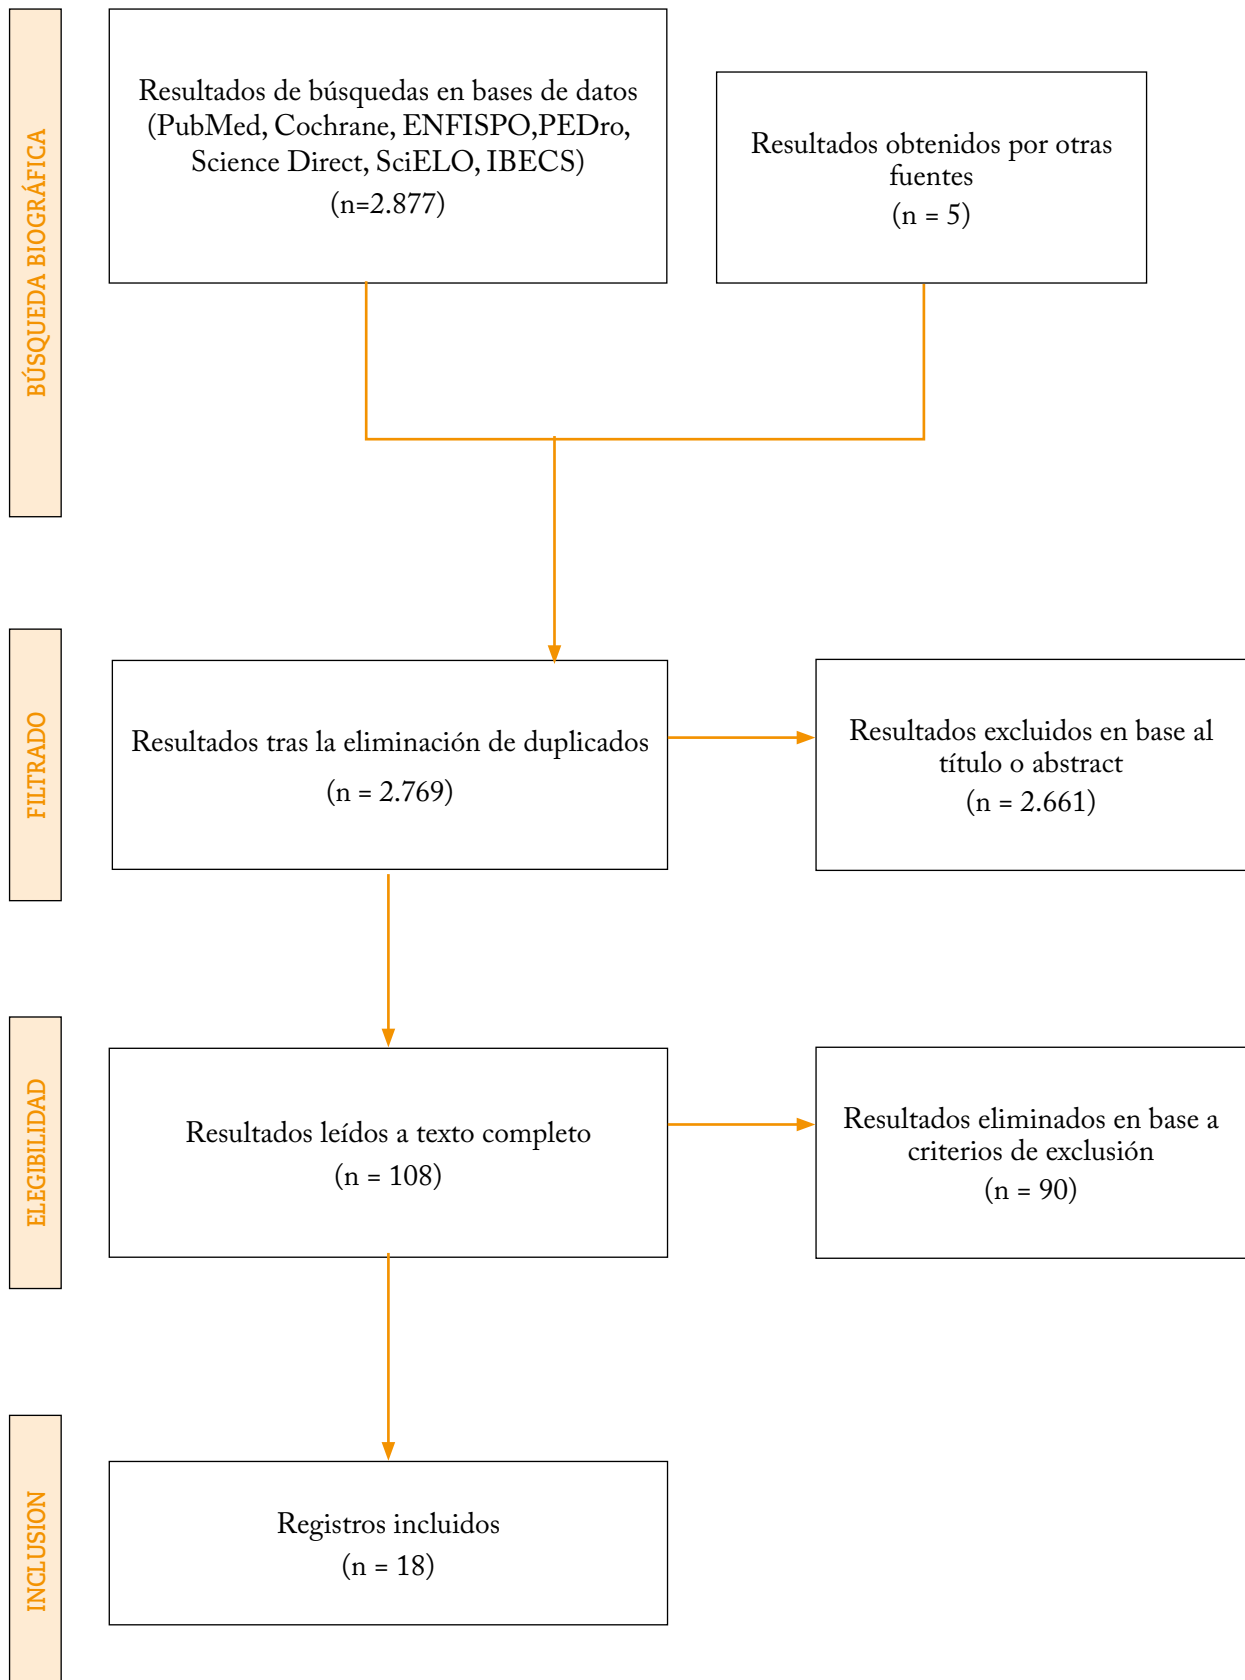 BÚSQUEDA BIOGRÁFICA
Resultados de búsquedas en bases de datos
(PubMed, Cochrane, ENFISPO,PEDro,
Science Direct, SciELO, IBECS)
(n=2.877)
Resultados obtenidos por otras
fuentes
(n = 5)
FILTRADO
Resultados tras la eliminación de duplicados
(n = 2.769)
Resultados excluidos en base al
título o abstract
(n = 2.661)
ELEGIBILIDAD
Resultados leídos a texto completo
(n = 108)
Resultados eliminados en base a
criterios de exclusión
(n = 90)
INCLUSION
Registros incluidos
(n = 18)